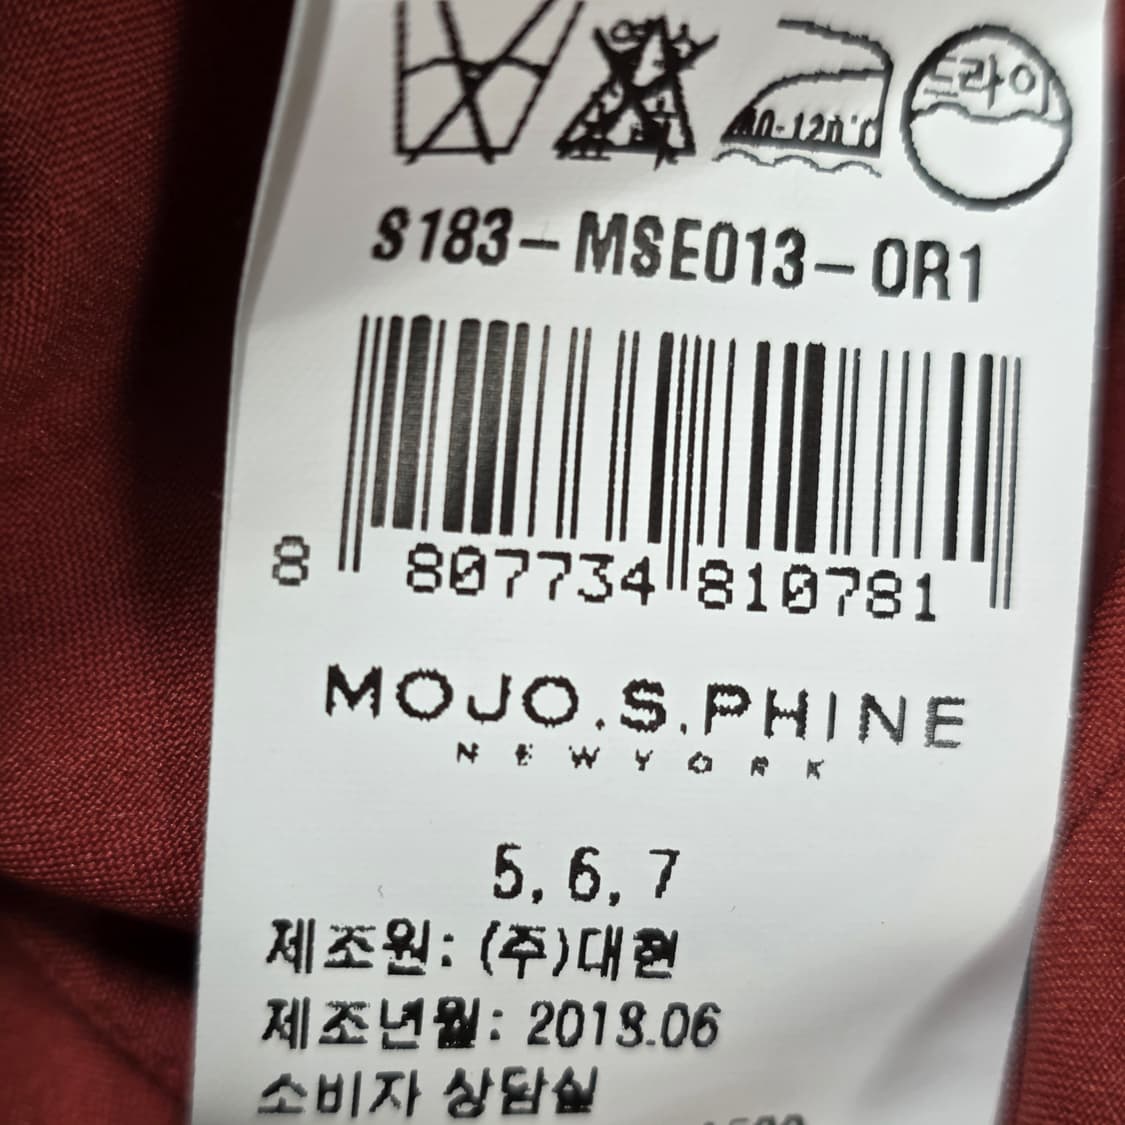 드라이
S183-MSE013-OR1
8 807734 810781
MOJO.S.PHINE
NEWYORK
5, 6, 7
제조원: (주)대현
제조년월: 2018.06
소비자 상담실